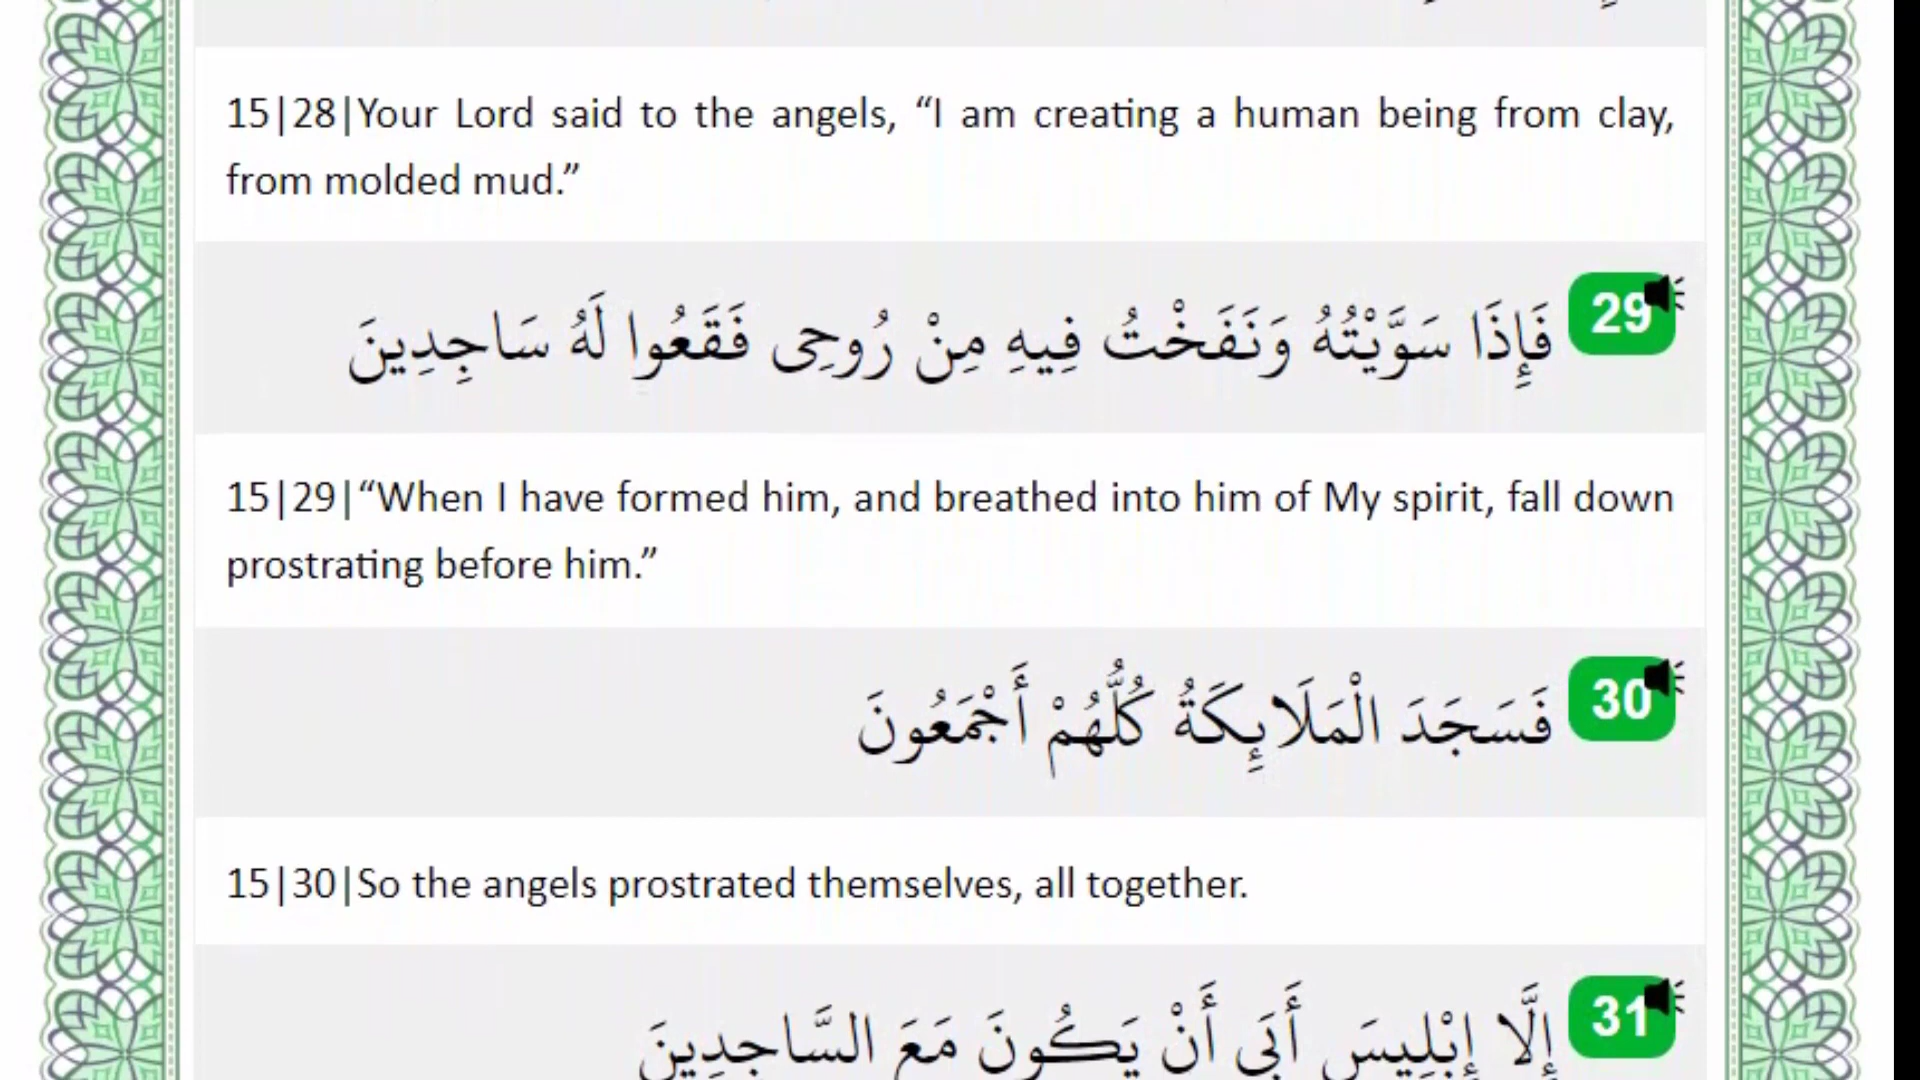 15|28|Your Lord said to the angels, “I am creating a human being from clay,
from molded mud.”
29 فَإِذَا سَوَّيْتُهُ وَنَفَخْتُ فِيهِ مِنْ رُوحِى فَقَعُوا لَهُ سَاجِدِينَ
15|29|“When I have formed him, and breathed into him of My spirit, fall down
prostrating before him.”
30 فَسَجَدَ الْمَلَايِٕكَةُ كُلُّهُمْ أَجْمَعُونَ
15|30|So the angels prostrated themselves, all together.
31 إِلَّا إِبْلِيسَ أَبَى أَنْ يَكُونَ مَعَ السَّاجِدِينَ